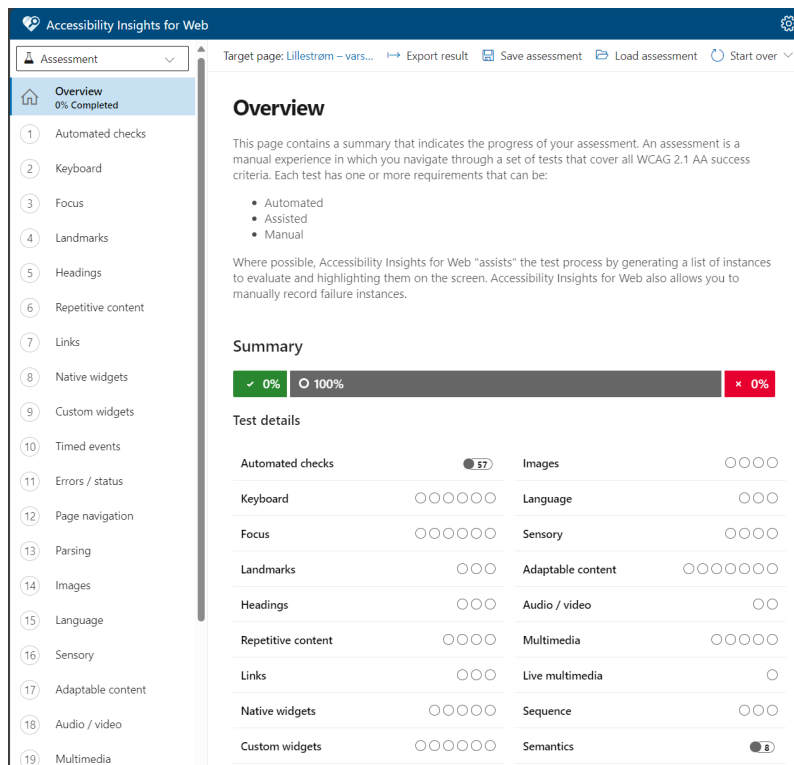 Accessibility Insights for Web
Assessment
Target page: Lillestrøm – vars... Export result Save assessment Load assessment Start over
Overview
0% Completed
1 Automated checks
2 Keyboard
3 Focus
4 Landmarks
5 Headings
6 Repetitive content
7 Links
8 Native widgets
9 Custom widgets
10 Timed events
11 Errors / status
12 Page navigation
13 Parsing
14 Images
15 Language
16 Sensory
17 Adaptable content
18 Audio / video
19 Multimedia
Overview
This page contains a summary that indicates the progress of your assessment. An assessment is a
manual experience in which you navigate through a set of tests that cover all WCAG 2.1 AA success
criteria. Each test has one or more requirements that can be:
• Automated
• Assisted
• Manual
Where possible, Accessibility Insights for Web "assists" the test process by generating a list of instances
to evaluate and highlighting them on the screen. Accessibility Insights for Web also allows you to
manually record failure instances.
Summary
0% 100% 0%
Test details
Automated checks 57
Keyboard
Focus
Landmarks
Headings
Repetitive content
Links
Native widgets
Custom widgets
Images
Language
Sensory
Adaptable content
Audio / video
Multimedia
Live multimedia
Sequence
Semantics 8